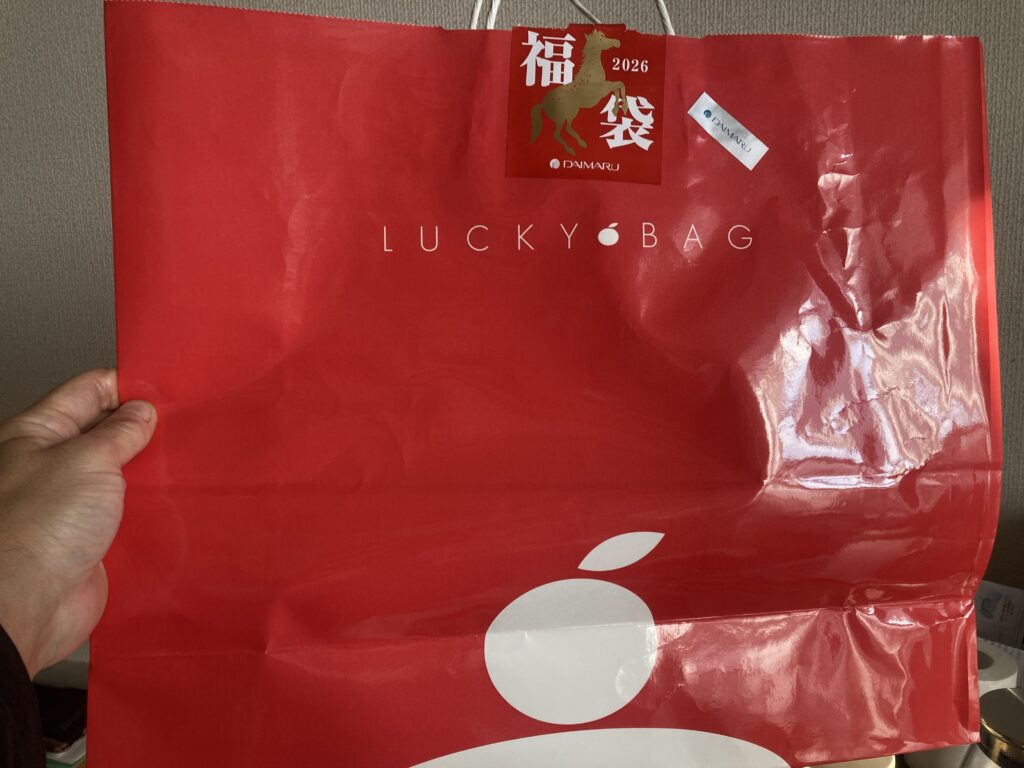 福
2026
袋
DAIMARU
DAIMARU
LUCKY BAG